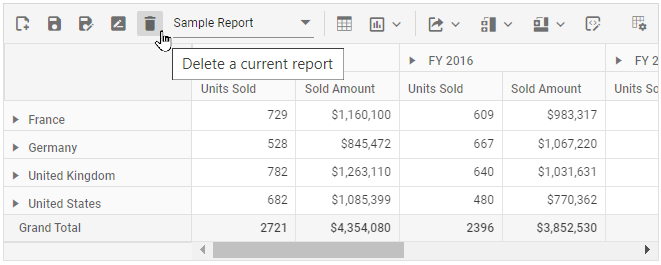 Sample Report
Delete a current report
FY 2016
FY 2
Units Sold Sold Amount Units Sold Sold Amount Units So
France 729 $1,160,100 609 $983,317
Germany 528 $845,472 667 $1,067,220
United Kingdom 782 $1,263,110 640 $1,031,631
United States 682 $1,085,399 480 $770,362
Grand Total 2721 $4,354,080 2396 $3,852,530